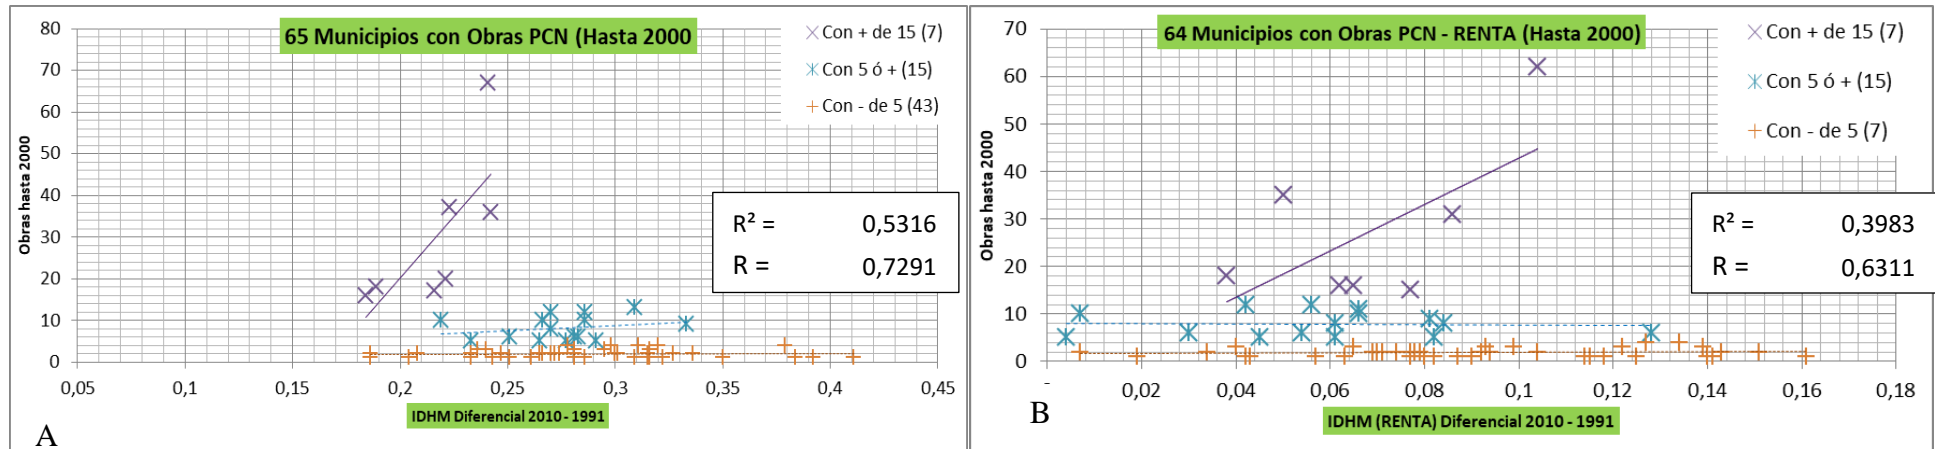 65 Municipios con Obras PCN (Hasta 2000
Con + de 15 (7)
Con 5 ó + (15)
Con - de 5 (43)
80
70
60
50
40
30
20
10
0
Obras hasta 2000
R² = 0,5316
R = 0,7291
0,05 0,1 0,15 0,2 0,25 0,3 0,35 0,4 0,45
IDHM Diferencial 2010 - 1991
A
64 Municipios con Obras PCN - RENTA (Hasta 2000)
Con + de 15 (7)
Con 5 ó + (15)
Con - de 5 (7)
70
60
50
40
30
20
10
0
Obras hasta 2000
R² = 0,3983
R = 0,6311
- 0,02 0,04 0,06 0,08 0,1 0,12 0,14 0,16 0,18
IDHM (RENTA) Diferencial 2010 - 1991
B